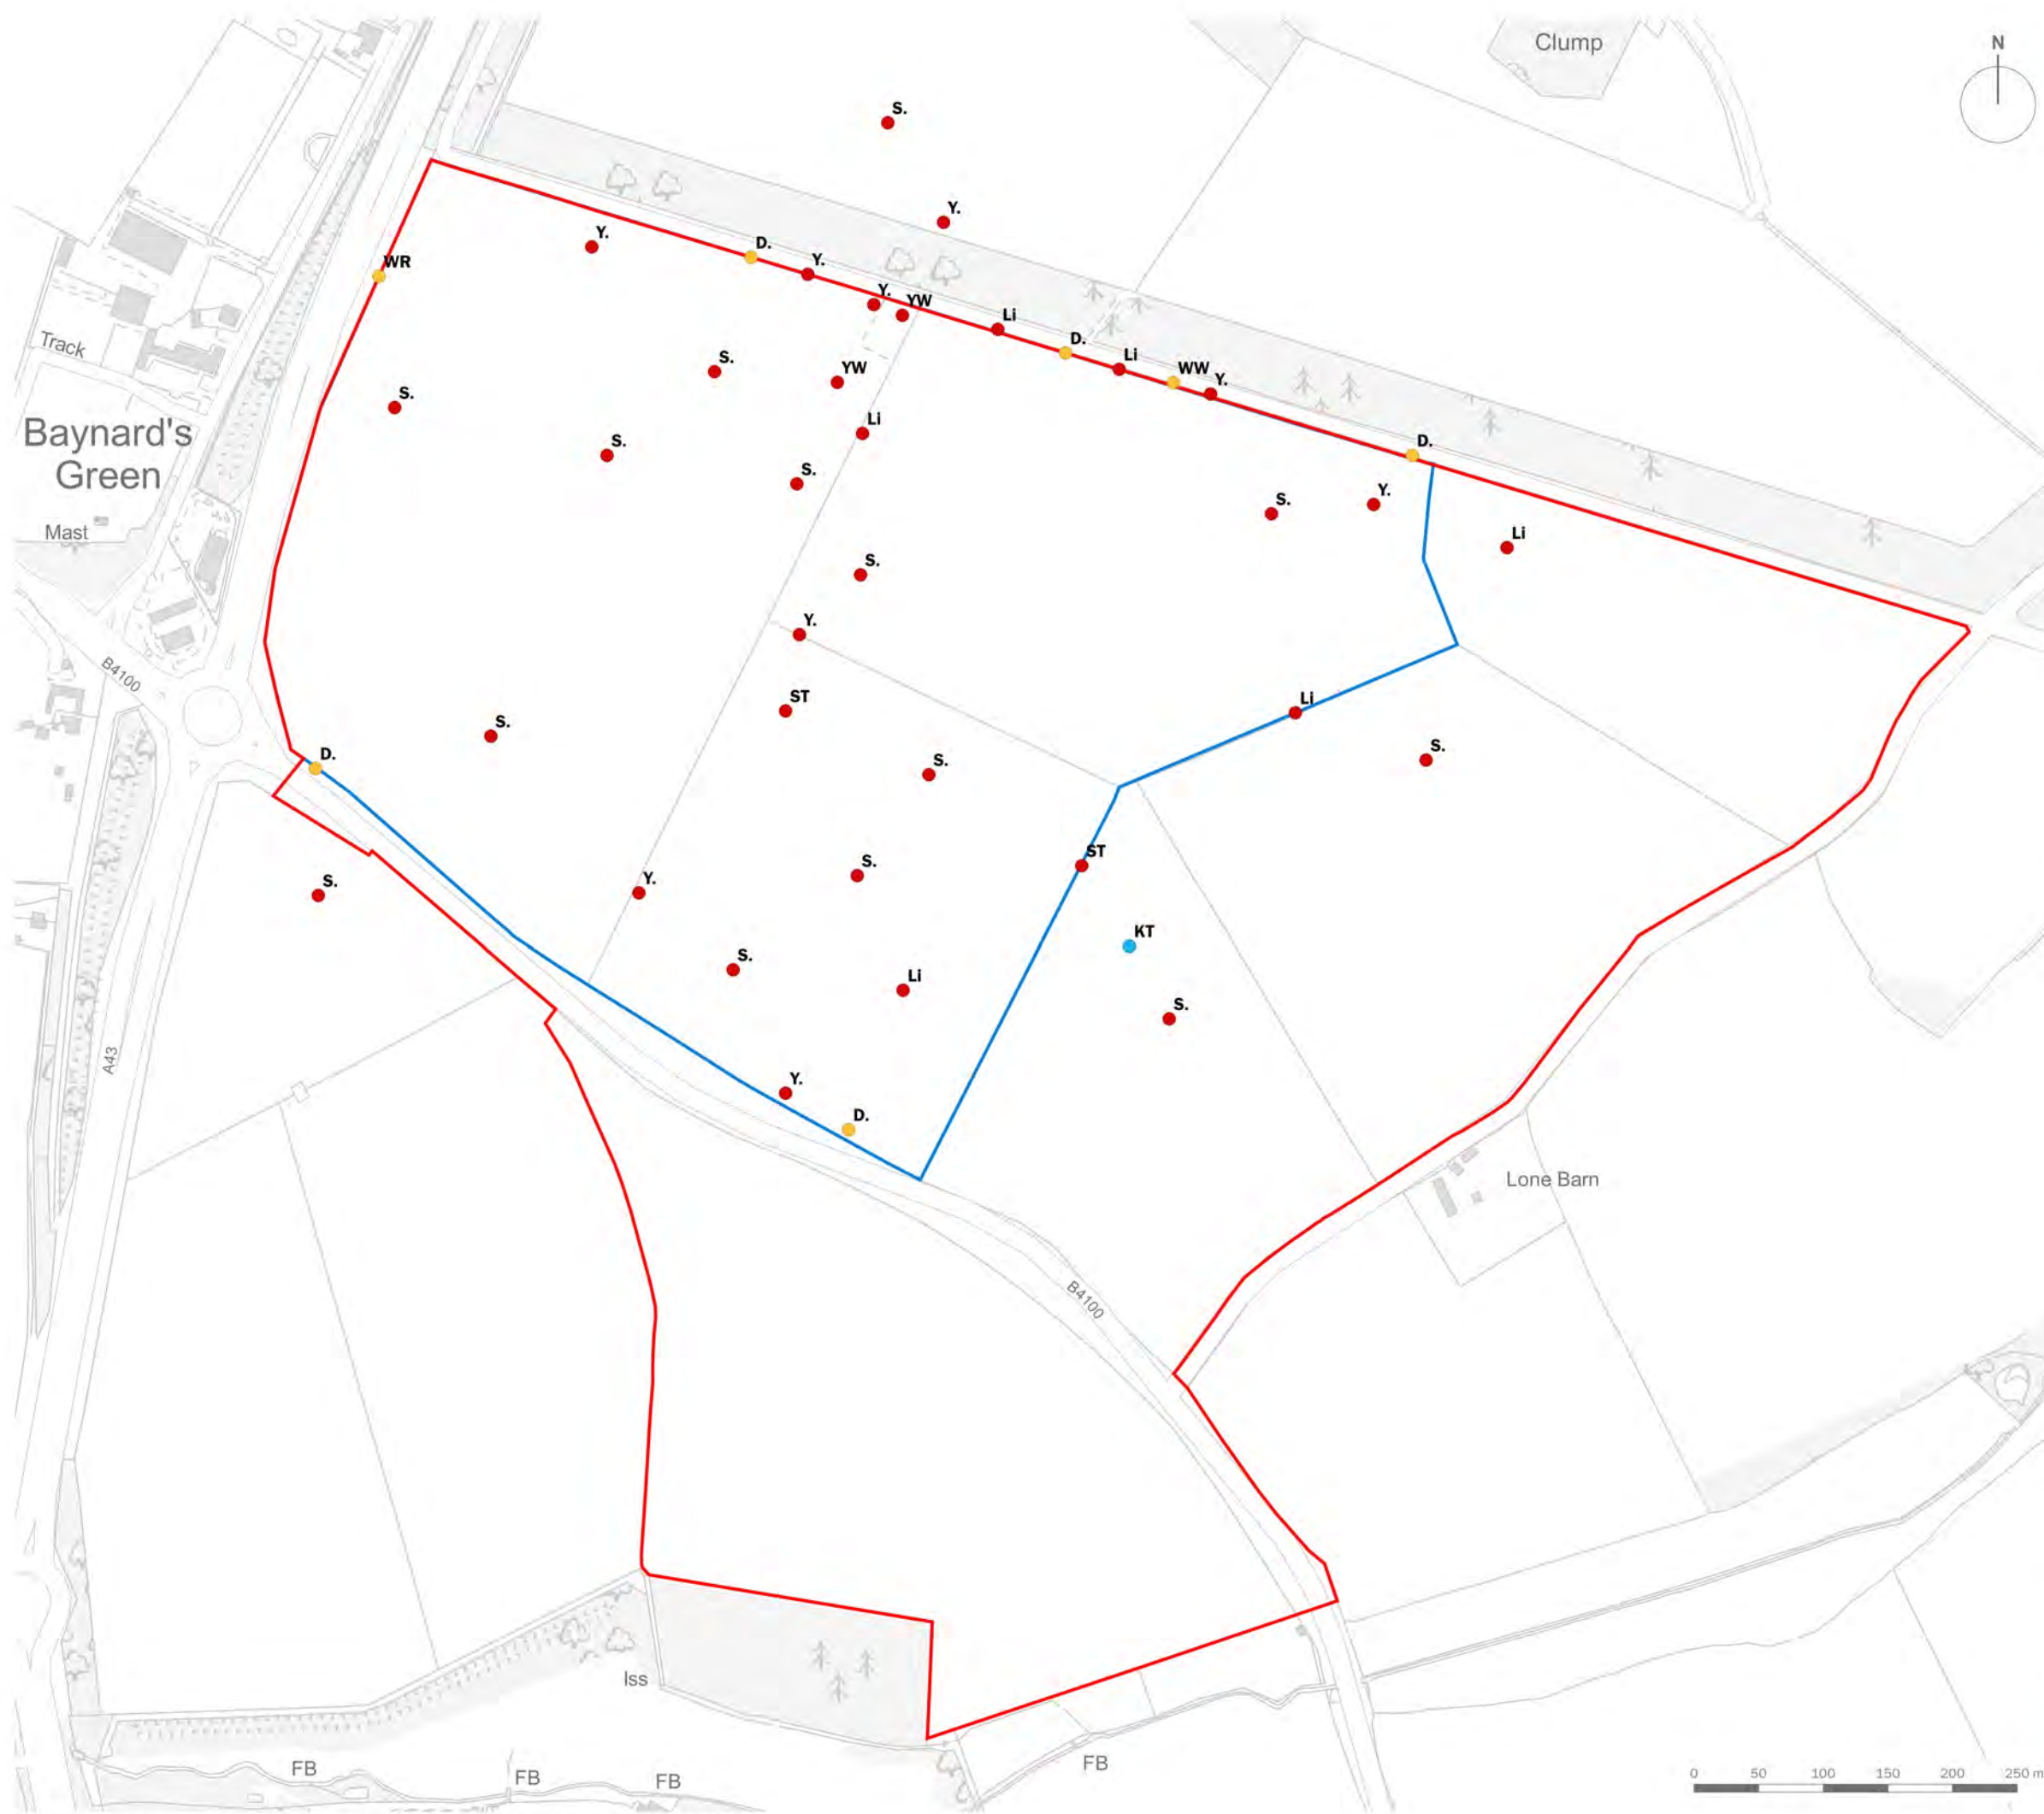 Clump
N
S.
Y.
Y.
D.
WR
Y.
Y.
YW
Li
D.
Li
WW
Y.
Track
S.
YW
S.
Li
Baynard's
Green
S.
D.
S.
Y.
S.
Mast
Li
S.
Y.
B4100
ST
Li
S.
D.
S.
S.
ST
S.
S.
Y.
KT
S.
Li
S.
A43
Y.
D.
Lone Barn
B4100
Iss
FB
FB
FB
FB
0 50 100 150 200 250 m